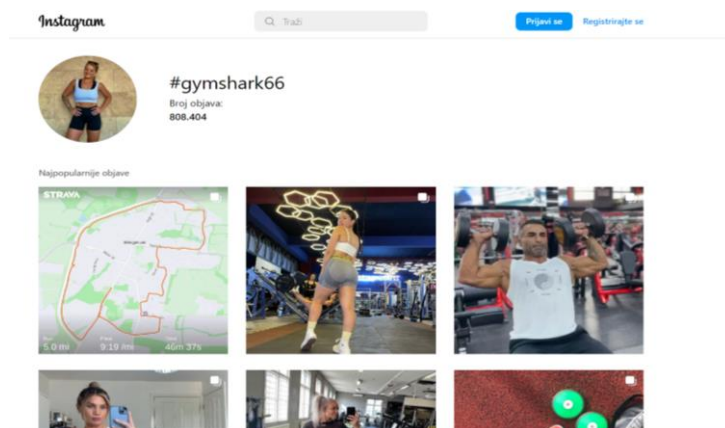 Instagram
Traži
Prijavi se
Registrirajte se
#gymshark66
Broj objava:
808.404
Najpopularnije objave
STRAVA
5.0 mi
9:19 /mi
46m 37s